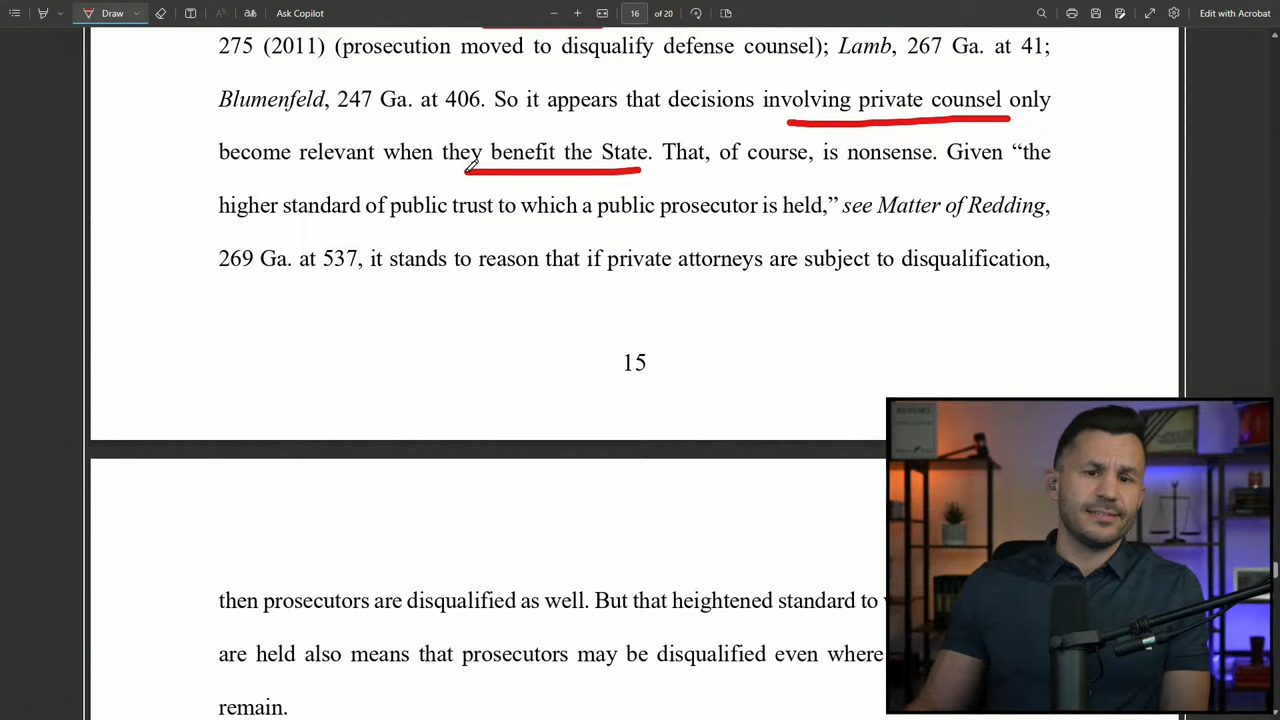 Draw
Ask Copilot
16 of 20
Edit with Acrobat
275 (2011) (prosecution moved to disqualify defense counsel); Lamb, 267 Ga. at 41;
Blumenfeld, 247 Ga. at 406. So it appears that decisions involving private counsel only
become relevant when they benefit the State. That, of course, is nonsense. Given “the
higher standard of public trust to which a public prosecutor is held,” see Matter of Redding,
269 Ga. at 537, it stands to reason that if private attorneys are subject to disqualification,
15
then prosecutors are disqualified as well. But that heightened standard to
are held also means that prosecutors may be disqualified even where
remain.